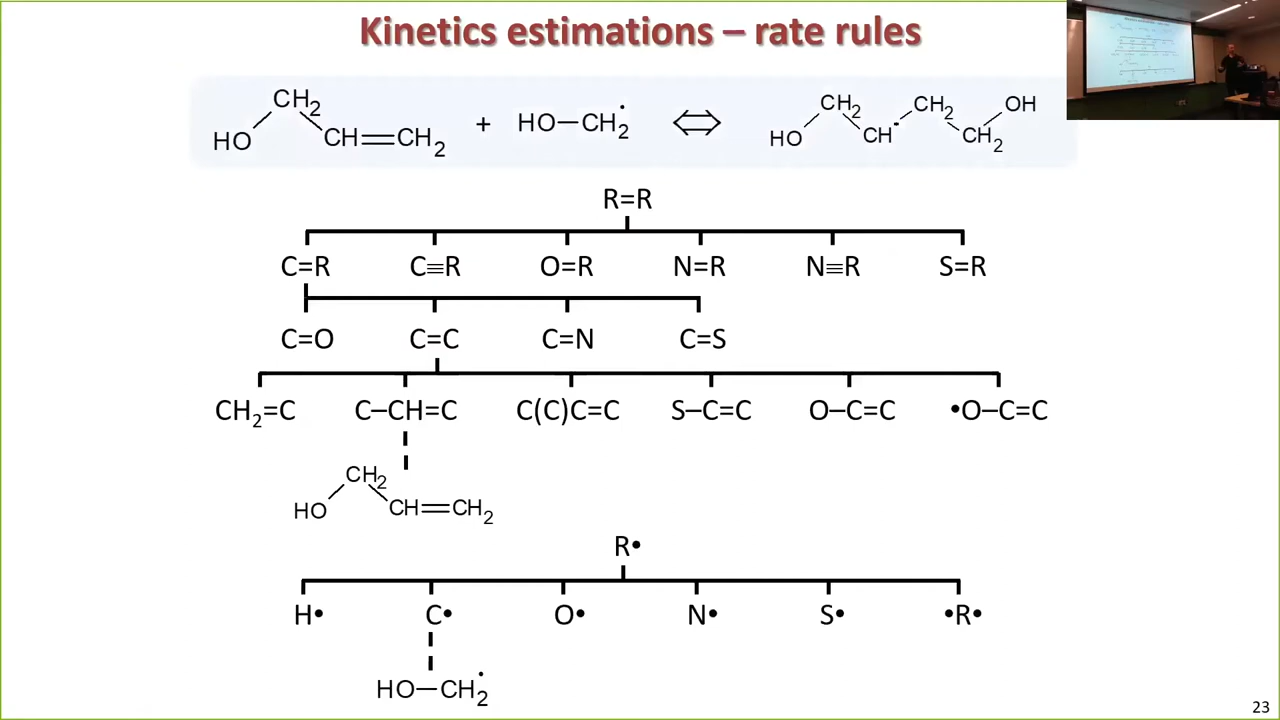 Kinetics estimations – rate rules
HO CH₂ CH=CH₂ + HO–CH₂• ⇔ HO CH₂ CH• CH₂ CH₂ OH
R=R
C=R C≡R O=R N=R N≡R S=R
C=O C=C C=N C=S
CH₂=C C–CH=C C(C)C=C S–C=C O–C=C •O–C=C
HO CH₂ CH=CH₂
R•
H• C• O• N• S• •R•
HO–CH₂•
23